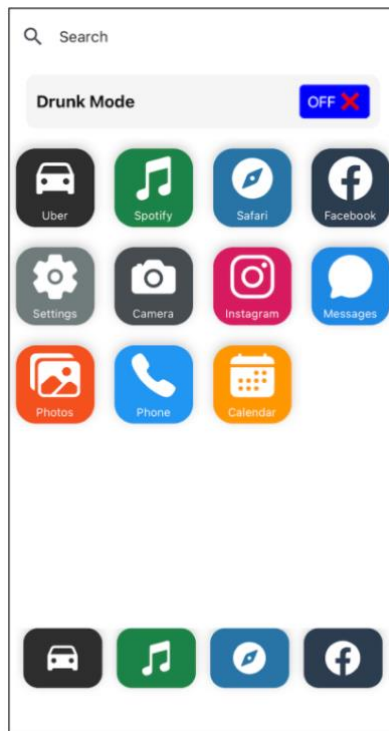 Search
Drunk Mode OFF
Uber Spotify Safari Facebook
Settings Camera Instagram Messages
Photos Phone Calendar